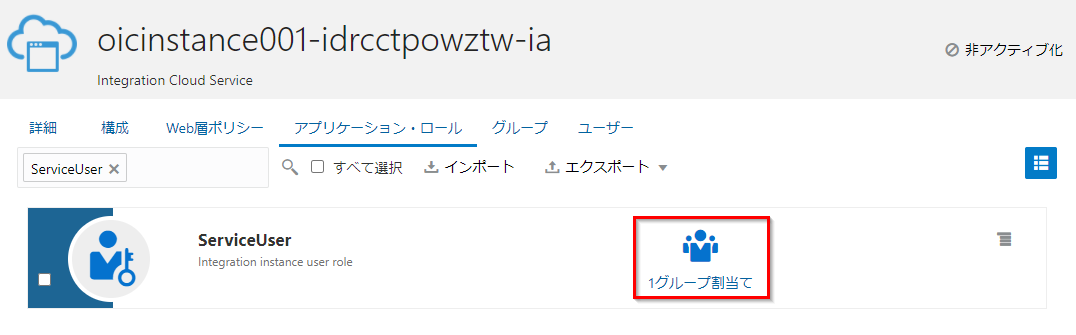 oicinstance001-idrcctpowztw-ia
非アクティブ化
Integration Cloud Service
詳細 構成 Web層ポリシー アプリケーション・ロール グループ ユーザー
ServiceUser すべて選択 インポート エクスポート
ServiceUser
Integration instance user role
1グループ割当て